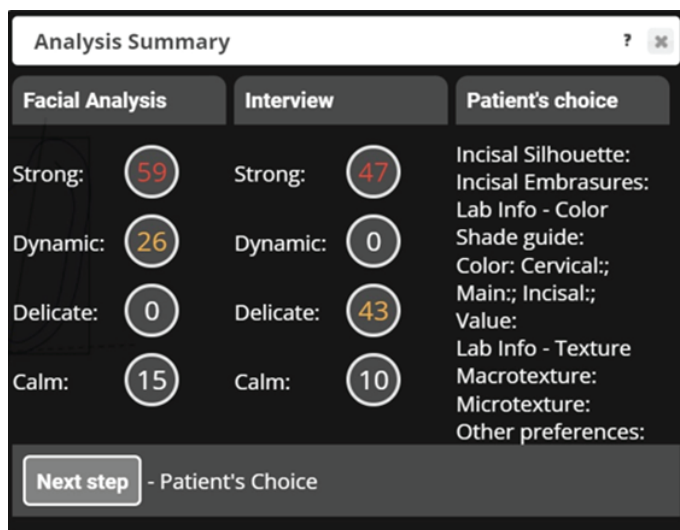 Analysis Summary ? ×
Facial Analysis
Strong: 59
Dynamic: 26
Delicate: 0
Calm: 15
Interview
Strong: 47
Dynamic: 0
Delicate: 43
Calm: 10
Patient's choice
Incisal Silhouette:
Incisal Embrasures:
Lab Info - Color
Shade guide:
Color: Cervical:;
Main:; Incisal:;
Value:
Lab Info - Texture
Macrotexture:
Microtexture:
Other preferences:
Next step - Patient's Choice